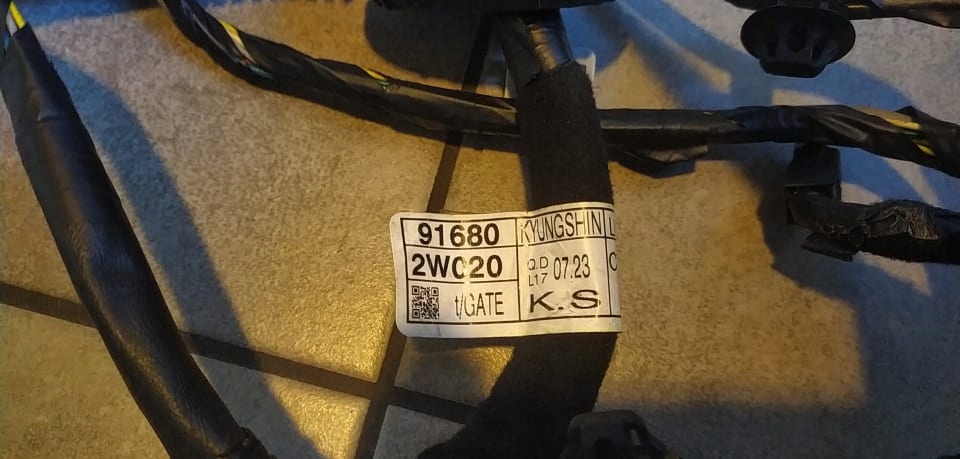 91680
2W020
t/GATE
KYUNGSHIN
Q.D
L17 07.23
K.S